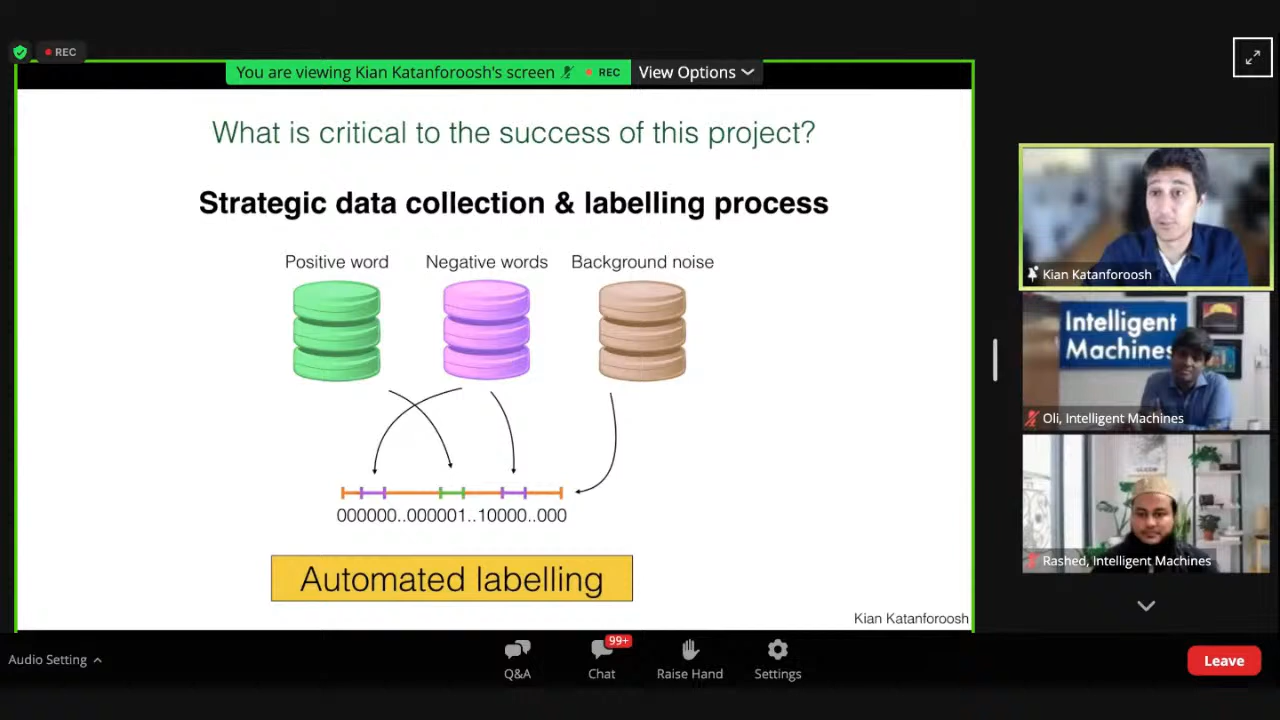 REC
You are viewing Kian Katanforoosh's screen REC View Options
What is critical to the success of this project?
Strategic data collection & labelling process
Positive word Negative words Background noise
000000..000001..10000..000
Automated labelling
Kian Katanforoosh
Kian Katanforoosh
Intelligent
Machines
Oli, Intelligent Machines
Rashed, Intelligent Machines
Audio Setting
99+
Q&A Chat Raise Hand Settings
Leave